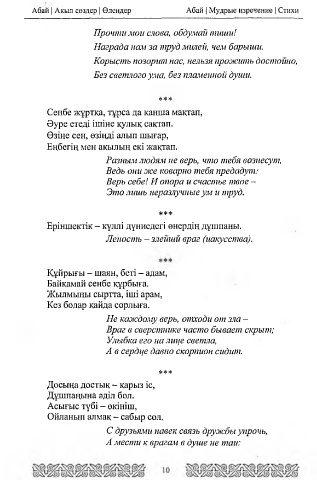 Абай | Ақыл сөздер | Өлеңдер
Абай | Мудрые изречение | Стихи
Прочти мои слова, обдумай тиши!
Награда нам за труд милей, чем барыши.
Корысть позорит нас, нельзя прожить достойно,
Без светлого ума, без пламенной души.
***
Сенбе жұртқа, тұрса да қанша мақтап,
Әуре етеді ішіне қулық сақтап.
Өзіңе сен, өзіңді алып шығар,
Еңбегің мен ақылың екі жақтап.
Разным людям не верь, что тебя вознесут,
Ведь они же коварно тебя предадут:
Верь себе! И опора и счастье твое –
Это лишь неразлучные ум и труд.
***
Еріншектік – күллі дүниедегі өнердің дұшпаны.
Леность – злейший враг (искусства).
***
Құйрығы – шаян, беті – адам,
Байқамай сенбе құрбыға.
Жылмыңы сыртта, іші арам,
Кез болар қайда сорлыға.
Не каждому верь, отходи от зла –
Враг в сверстнике часто бывает скрыт;
Улыбка его на лице светла,
А в сердце давно скорпион сидит.
***
Досыңа достық – қарыз іс,
Дұшпаныңа әділ бол.
Асығыс түбі – өкініш,
Ойланып алмақ – сабыр сол.
С друзьями навек связь дружбы упрочь,
А мести к врагам в душе не таи:
10